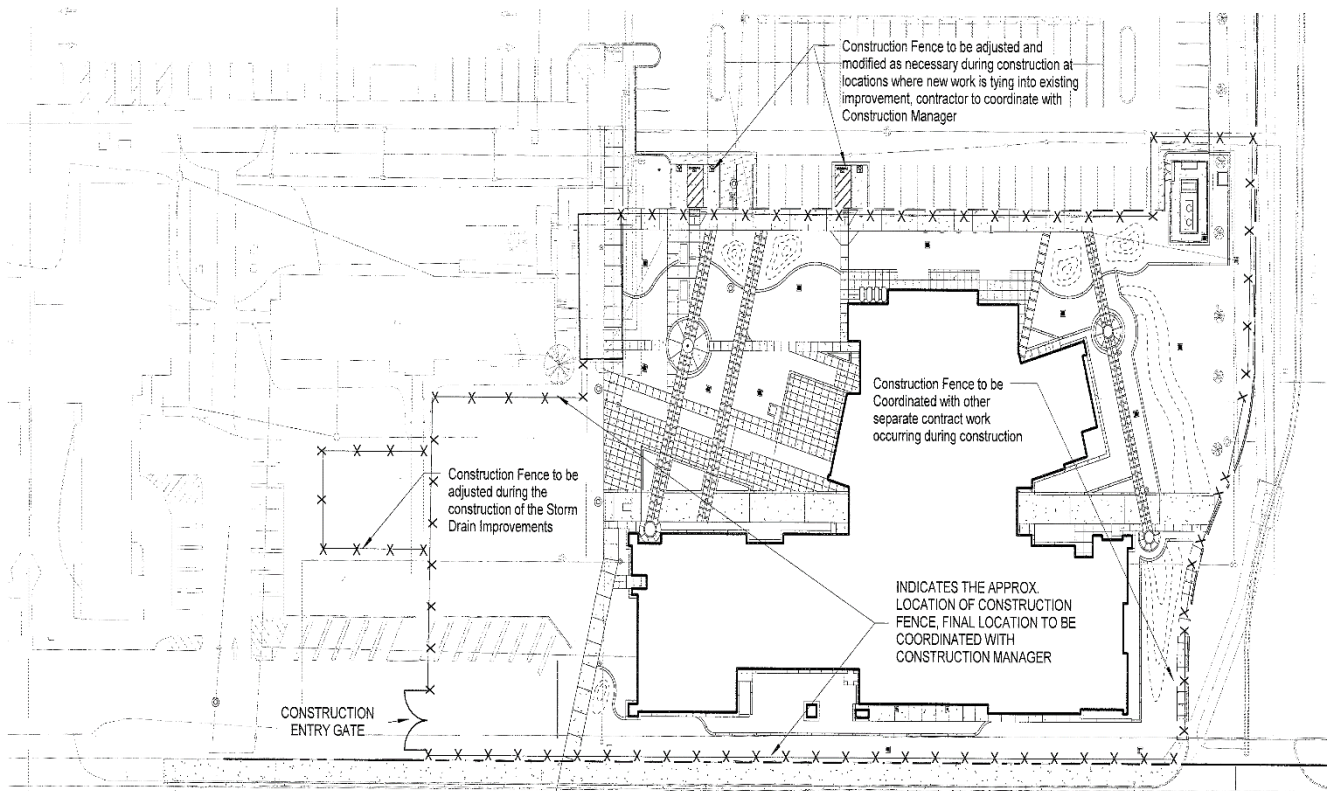 Construction Fence to be adjusted and
modified as necessary during construction at
locations where new work is tying into existing
improvement, contractor to coordinate with
Construction Manager
Construction Fence to be
Coordinated with other
separate contract work
occurring during construction
Construction Fence to be
adjusted during the
construction of the Storm
Drain Improvements
INDICATES THE APPROX.
LOCATION OF CONSTRUCTION
FENCE, FINAL LOCATION TO BE
COORDINATED WITH
CONSTRUCTION MANAGER
CONSTRUCTION
ENTRY GATE